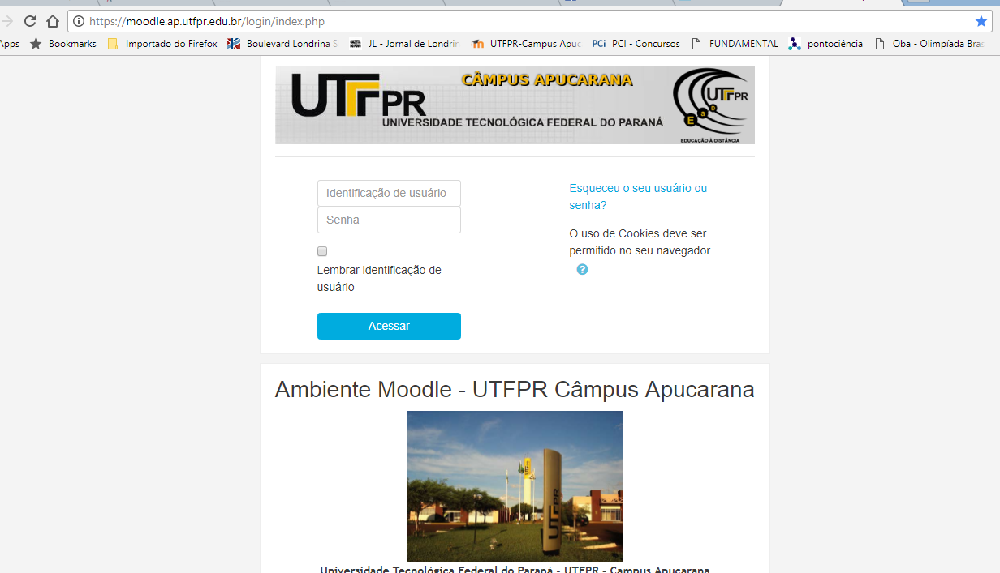 https://moodle.ap.utfpr.edu.br/login/index.php
Apps Bookmarks Importado do Firefox Boulevard Londrina S JL - Jornal de Londrin UTFPR-Campus Apuc PCi PCI - Concursos FUNDAMENTAL pontociência Oba - Olimpíada Bras
CÂMPUS APUCARANA
UTFPR
UNIVERSIDADE TECNOLÓGICA FEDERAL DO PARANÁ
UTFPR
EaD
EDUCAÇÃO À DISTÂNCIA
Identificação de usuário
Senha
Lembrar identificação de
usuário
Acessar
Esqueceu o seu usuário ou
senha?
O uso de Cookies deve ser
permitido no seu navegador
?
Ambiente Moodle - UTFPR Câmpus Apucarana
UTFPR
Universidade Tecnológica Federal do Paraná - UTFPR - Campus Apucarana